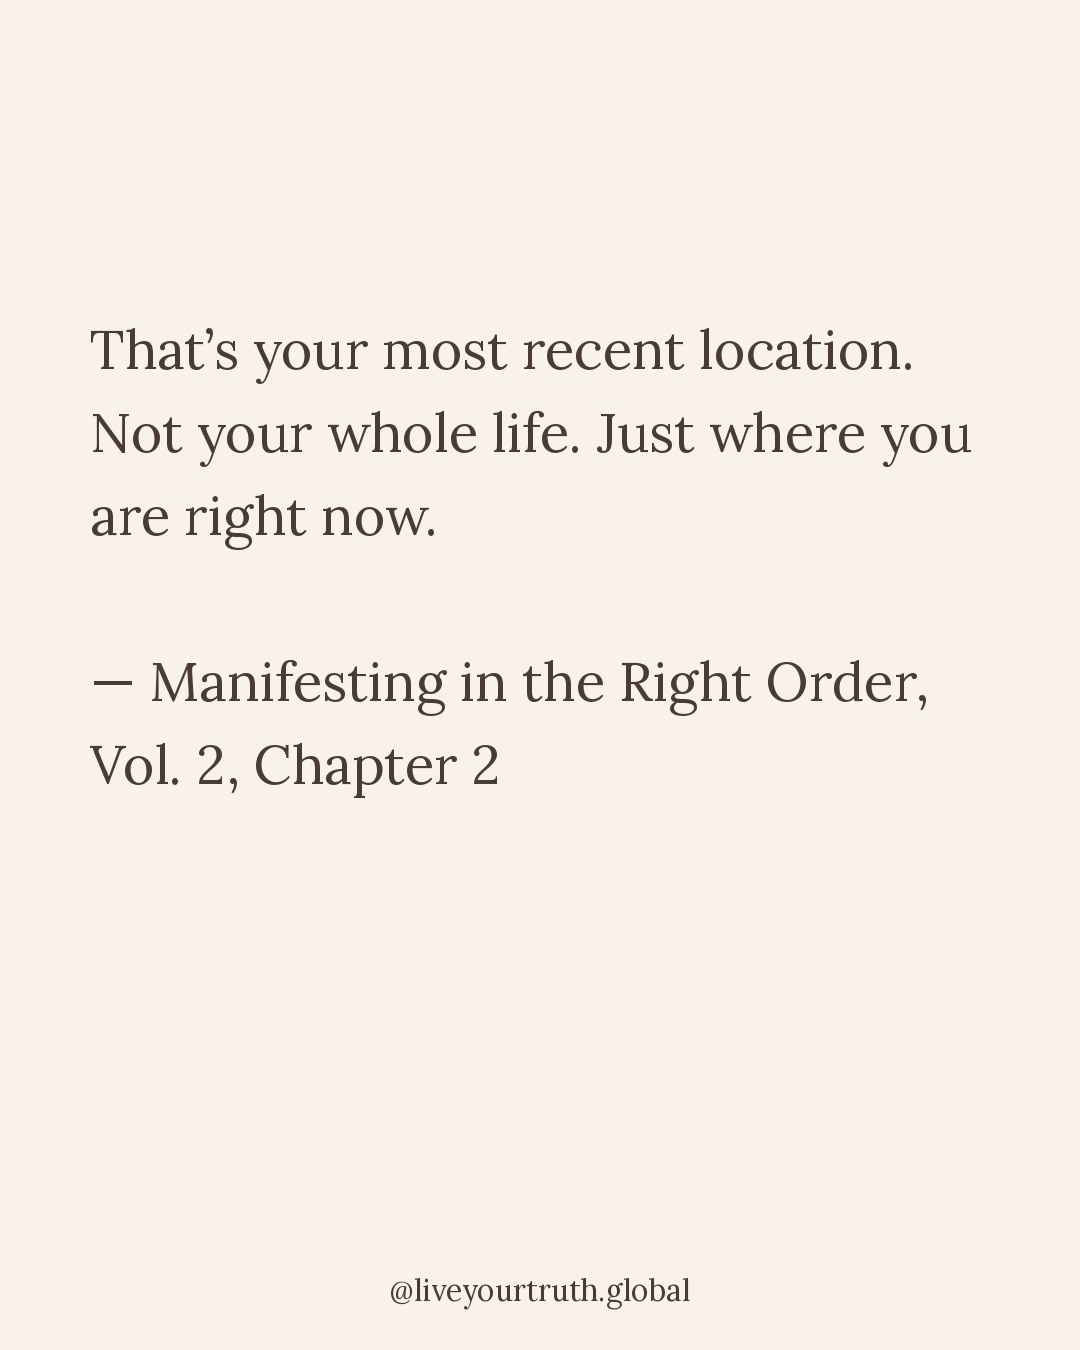 That’s your most recent location.
Not your whole life. Just where you
are right now.
— Manifesting in the Right Order,
Vol. 2, Chapter 2
@liveyourtruth.global